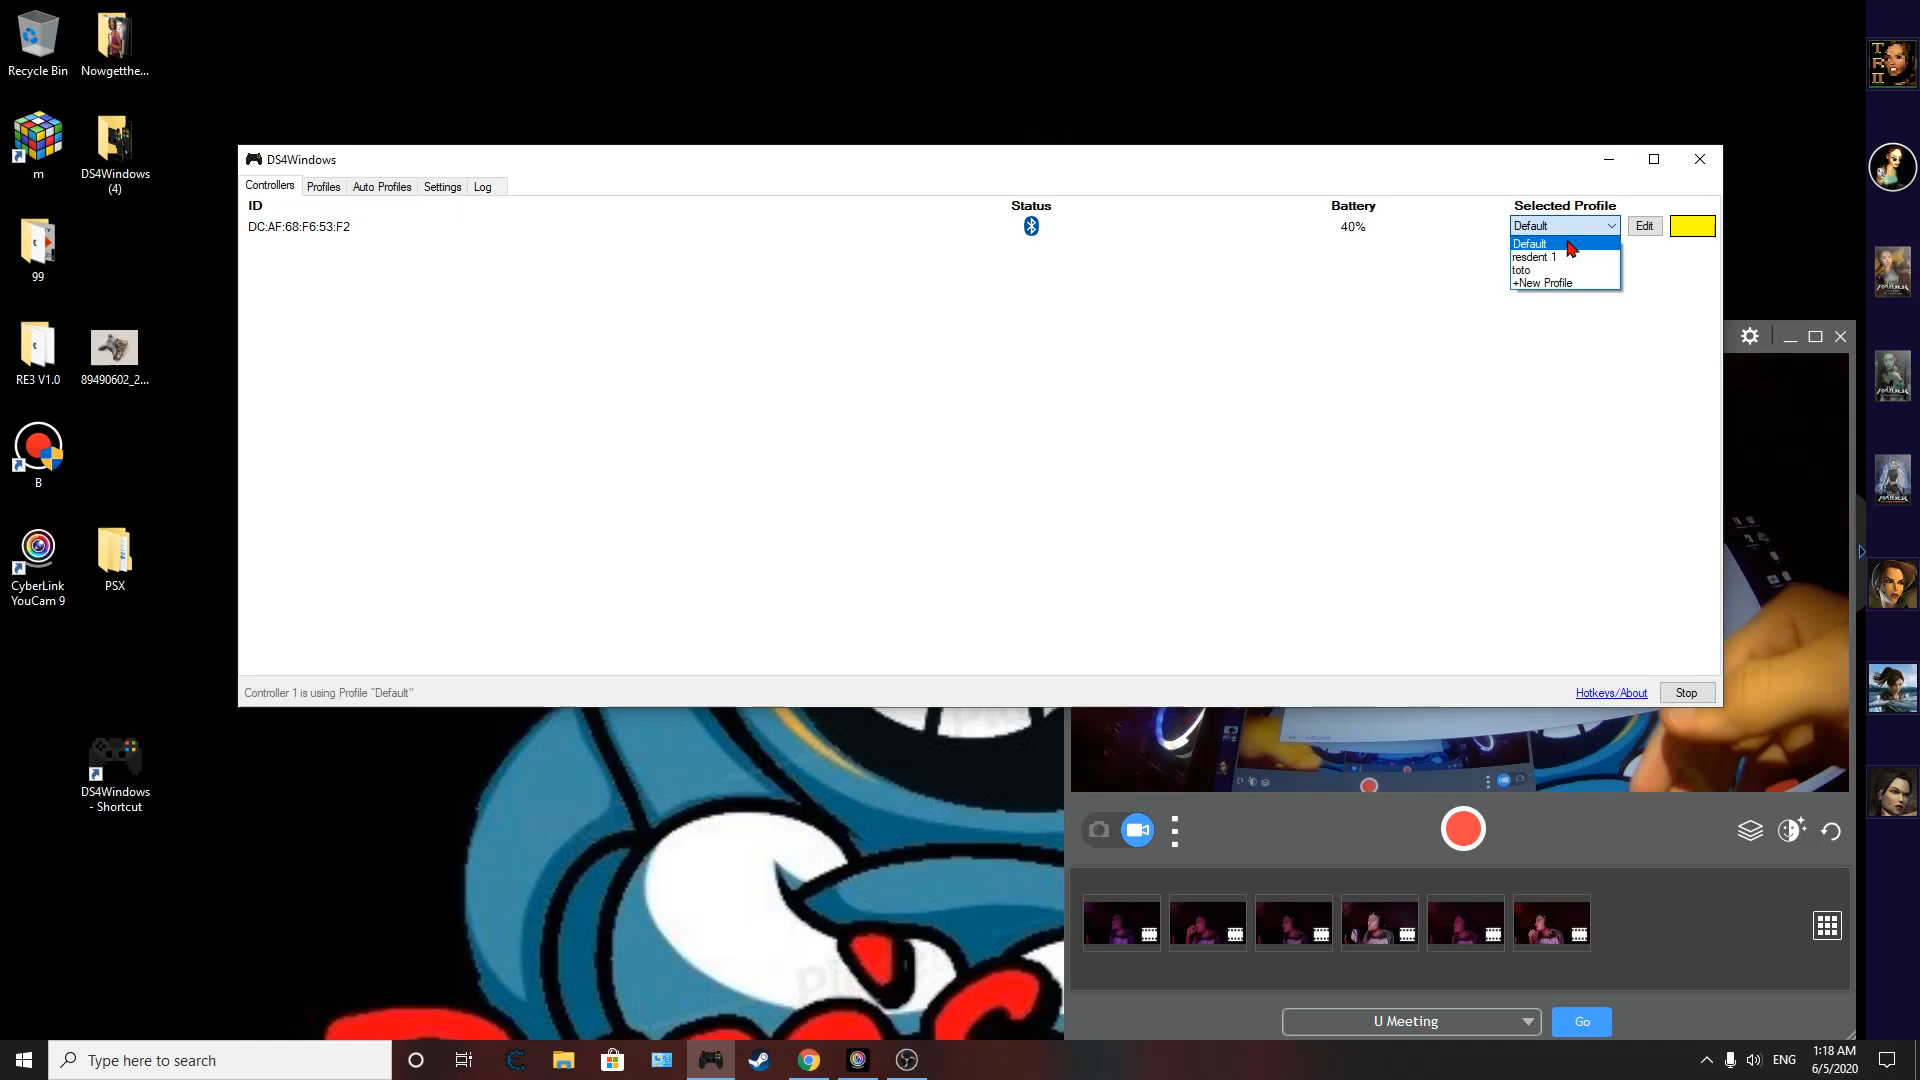 Recycle Bin
Nowgetthe...
m
DS4Windows
(4)
99
RE3 V1.0
89490602_2...
B
CyberLink
YouCam 9
PSX
DS4Windows
- Shortcut
DS4Windows
Controllers
Profiles
Auto Profiles
Settings
Log
ID
Status
Battery
Selected Profile
DC:AF:68:F6:53:F2
40%
Default
Edit
Default
resdent 1
toto
+New Profile
Controller 1 is using Profile "Default"
Hotkeys/About
Stop
U Meeting
Go
T
R
II
Type here to search
ENG
1:18 AM
6/5/2020